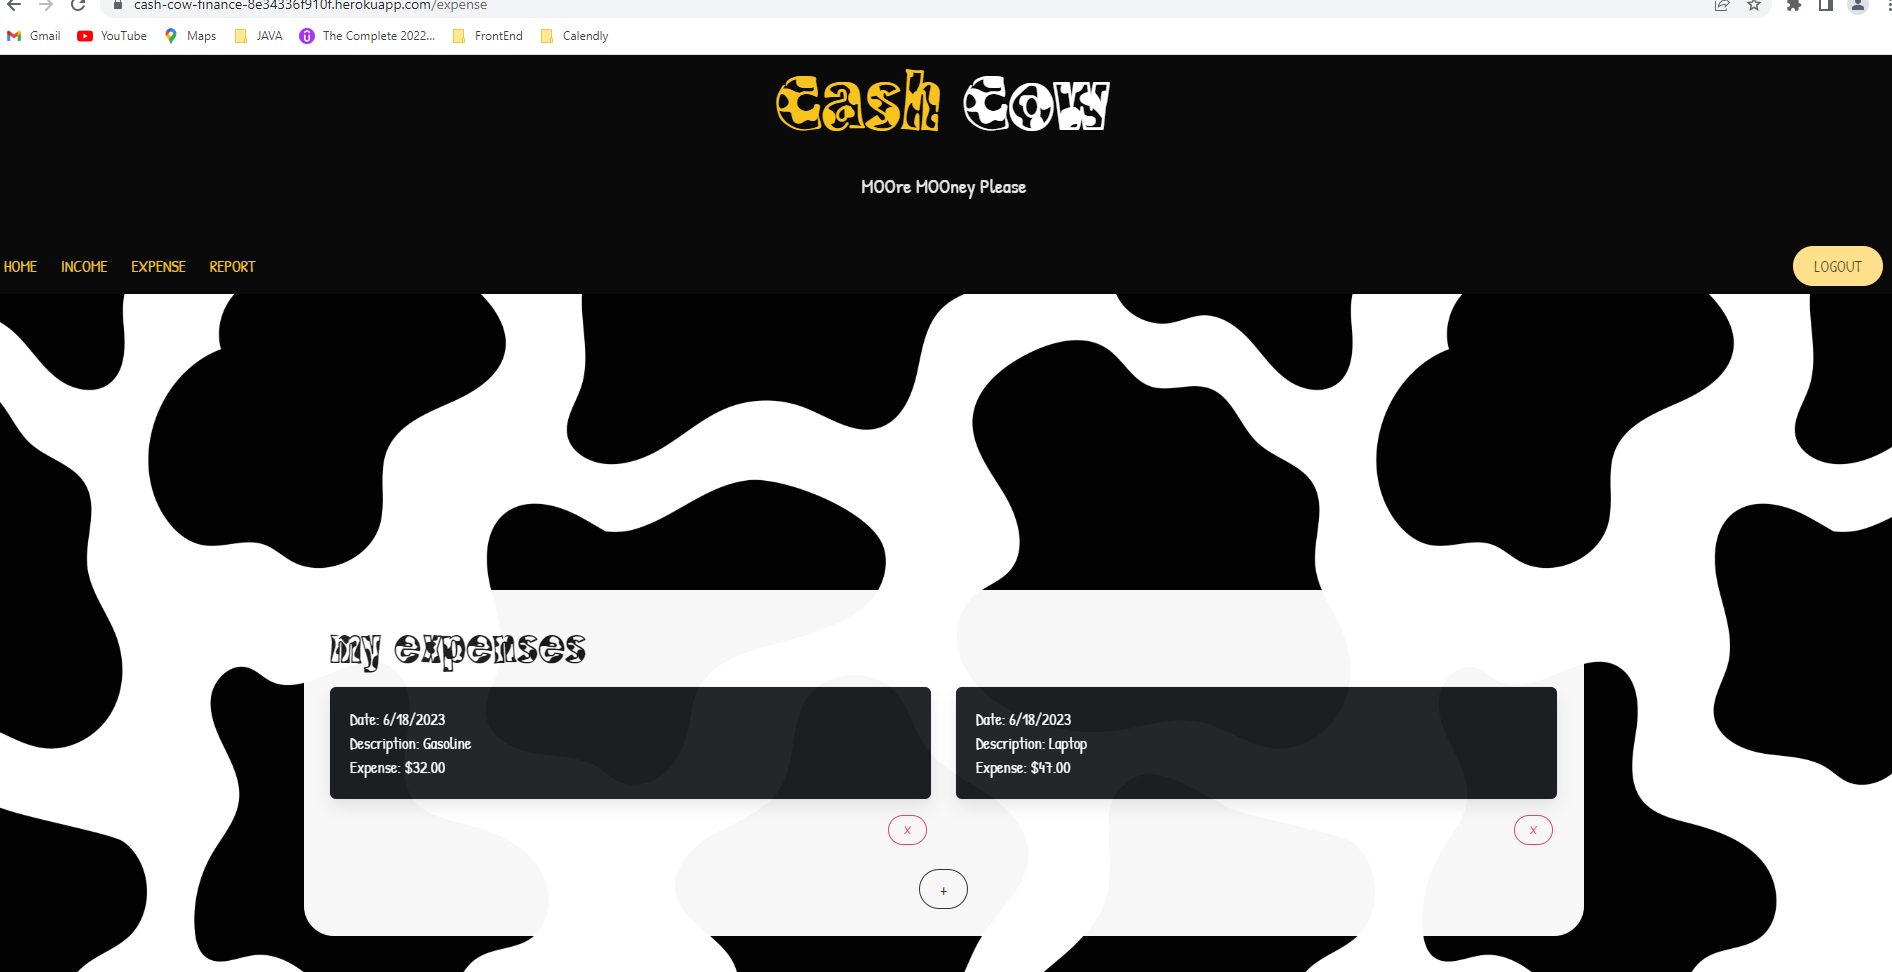 cash-cow-finance-8e34336f910f.herokuapp.com/expense
Gmail YouTube Maps JAVA The Complete 2022... FrontEnd Calendly
Cash Cow
MOOre MOOney Please
HOME INCOME EXPENSE REPORT LOGOUT
my expenses
Date: 6/18/2023
Description: Gasoline
Expense: $32.00
X
Date: 6/18/2023
Description: Laptop
Expense: $47.00
X
+